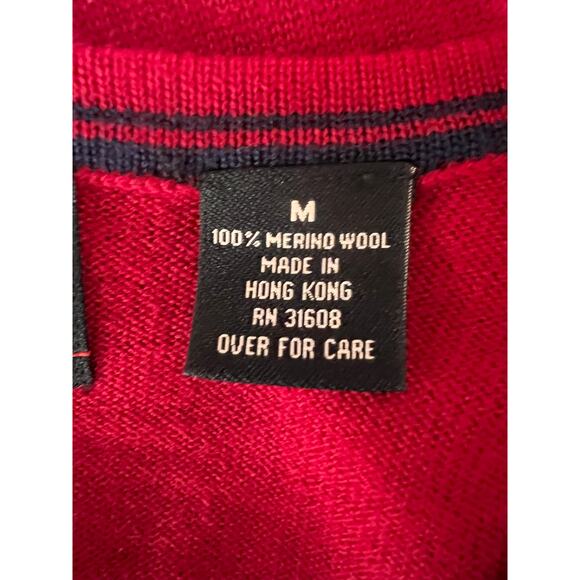 M
100% MERINO WOOL
MADE IN
HONG KONG
RN 31608
OVER FOR CARE